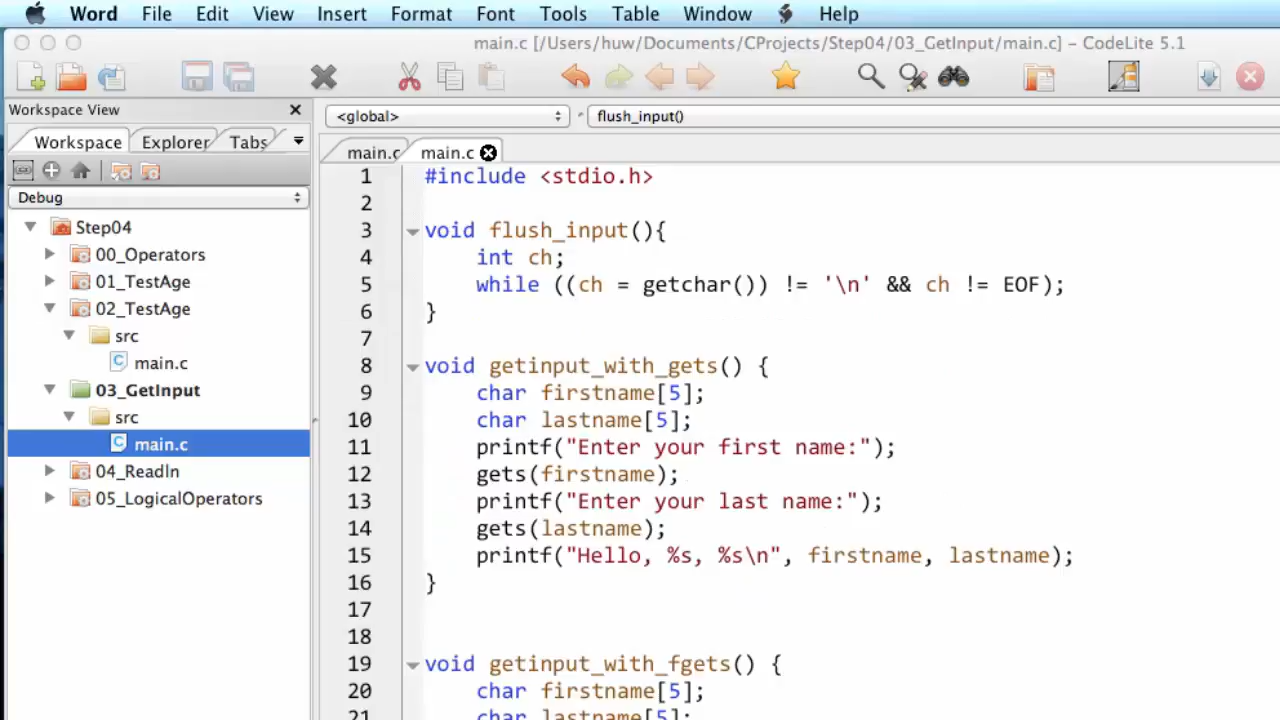 Word File Edit View Insert Format Font Tools Table Window Help
main.c [/Users/huw/Documents/CProjects/Step04/03_GetInput/main.c] – CodeLite 5.1
Workspace View
Workspace Explorer Tabs
Debug
Step04
00_Operators
01_TestAge
02_TestAge
src
main.c
03_GetInput
src
main.c
04_ReadIn
05_LogicalOperators
<global> flush_input()
main.c main.c
1 #include <stdio.h>
2
3 void flush_input(){
4 int ch;
5 while ((ch = getchar()) != '\n' && ch != EOF);
6 }
7
8 void getinput_with_gets() {
9 char firstname[5];
10 char lastname[5];
11 printf("Enter your first name:");
12 gets(firstname);
13 printf("Enter your last name:");
14 gets(lastname);
15 printf("Hello, %s, %s\n", firstname, lastname);
16 }
17
18
19 void getinput_with_fgets() {
20 char firstname[5];
21 char lastname[5];